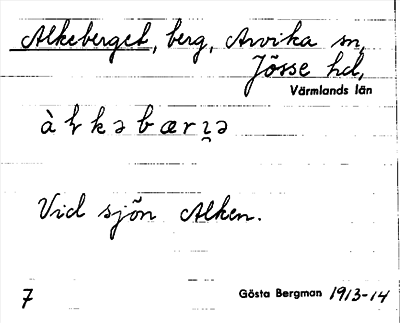 Alkeberget, berg, Arvika sn,
Jösse hd,
Värmlands län
Vid sjön Alken.
7 Gösta Bergman 1913-14